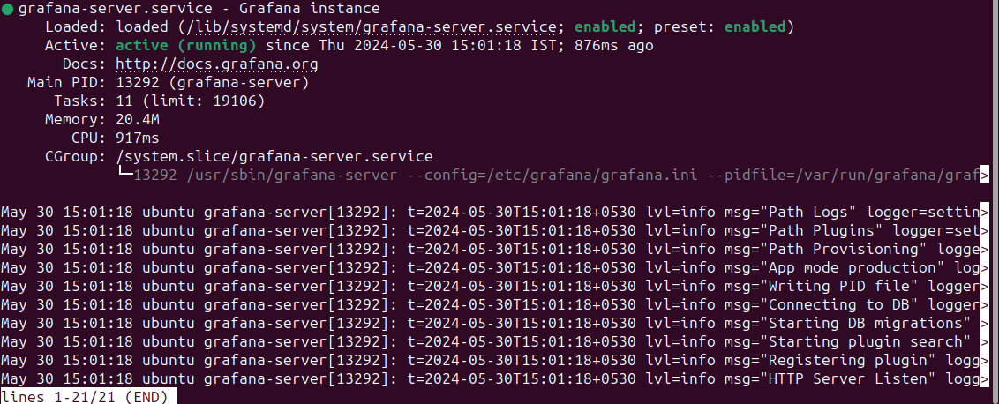 ● grafana-server.service - Grafana instance
Loaded: loaded (/lib/systemd/system/grafana-server.service; enabled; preset: enabled)
Active: active (running) since Thu 2024-05-30 15:01:18 IST; 876ms ago
Docs: http://docs.grafana.org
Main PID: 13292 (grafana-server)
Tasks: 11 (limit: 19106)
Memory: 20.4M
CPU: 917ms
CGroup: /system.slice/grafana-server.service
└─13292 /usr/sbin/grafana-server --config=/etc/grafana/grafana.ini --pidfile=/var/run/grafana/graf>
May 30 15:01:18 ubuntu grafana-server[13292]: t=2024-05-30T15:01:18+0530 lvl=info msg="Path Logs" logger=settin>
May 30 15:01:18 ubuntu grafana-server[13292]: t=2024-05-30T15:01:18+0530 lvl=info msg="Path Plugins" logger=set>
May 30 15:01:18 ubuntu grafana-server[13292]: t=2024-05-30T15:01:18+0530 lvl=info msg="Path Provisioning" logge>
May 30 15:01:18 ubuntu grafana-server[13292]: t=2024-05-30T15:01:18+0530 lvl=info msg="App mode production" log>
May 30 15:01:18 ubuntu grafana-server[13292]: t=2024-05-30T15:01:18+0530 lvl=info msg="Writing PID file" logger>
May 30 15:01:18 ubuntu grafana-server[13292]: t=2024-05-30T15:01:18+0530 lvl=info msg="Connecting to DB" logger>
May 30 15:01:18 ubuntu grafana-server[13292]: t=2024-05-30T15:01:18+0530 lvl=info msg="Starting DB migrations" >
May 30 15:01:18 ubuntu grafana-server[13292]: t=2024-05-30T15:01:18+0530 lvl=info msg="Starting plugin search" >
May 30 15:01:18 ubuntu grafana-server[13292]: t=2024-05-30T15:01:18+0530 lvl=info msg="Registering plugin" logg>
May 30 15:01:18 ubuntu grafana-server[13292]: t=2024-05-30T15:01:18+0530 lvl=info msg="HTTP Server Listen" logg>
lines 1-21/21 (END)